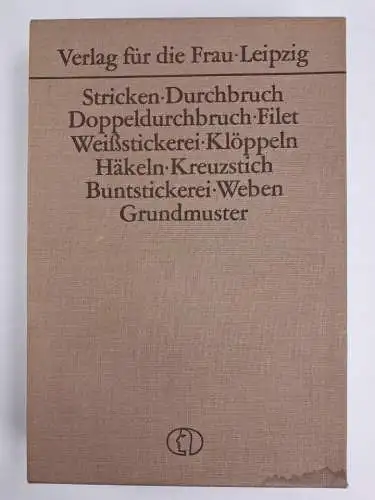 Verlag für die Frau·Leipzig
Stricken·Durchbruch
Doppeldurchbruch·Filet
Weißstickerei·Klöppeln
Häkeln·Kreuzstich
Buntstickerei·Weben
Grundmuster